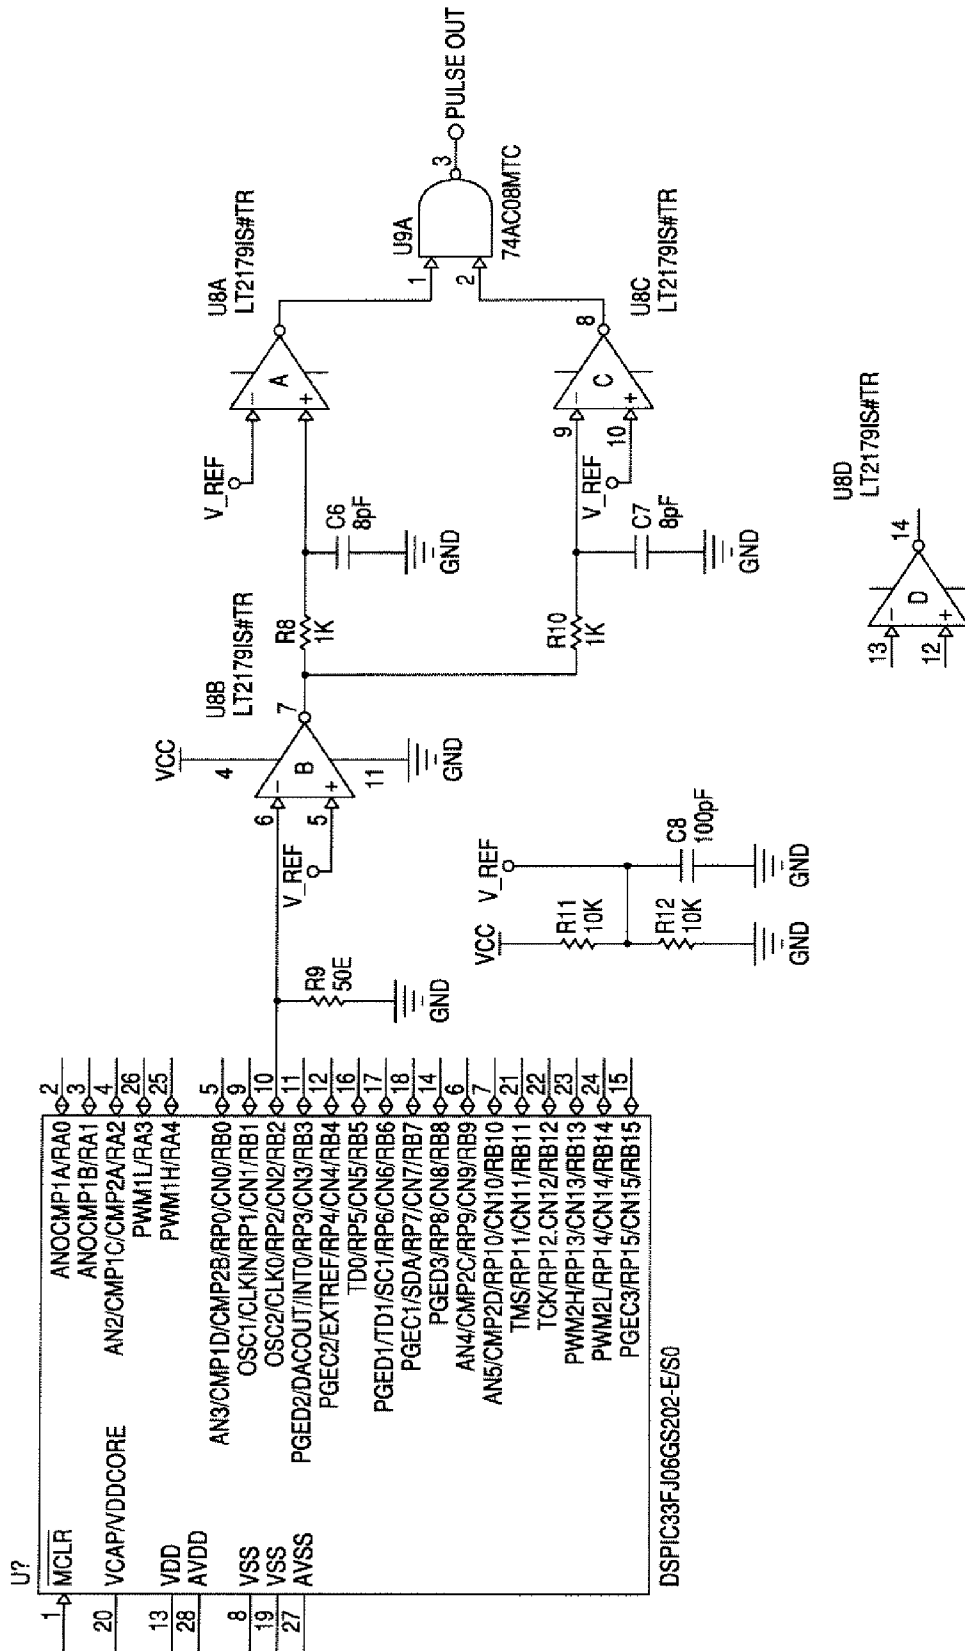 U?
1
MCLR
20
VCAP/VDDCORE
13
VDD
28
AVDD
8
VSS
19
VSS
27
AVSS
ANOCMP1A/RA0
2
ANOCMP1B/RA1
3
AN2/CMP1C/CMP2A/RA2
4
PWM1L/RA3
26
PWM1H/RA4
25
AN3/CMP1D/CMP2B/RP0/CN0/RB0
5
OSC1/CLKIN/RP1/CN1/RB1
9
OSC2/CLK0/RP2/CN2/RB2
10
PGED2/DACOUT/INT0/RP3/CN3/RB3
11
PGEC2/EXTREF/RP4/CN4/RB4
12
TD0/RP5/CN5/RB5
16
PGED1/TD1/SC1/RP6/CN6/RB6
17
PGEC1/SDA/RP7/CN7/RB7
18
PGED3/RP8/CN8/RB8
14
AN4/CMP2C/RP9/CN9/RB9
6
AN5/CMP2D/RP10/CN10/RB10
7
TMS/RP11/CN11/RB11
21
TCK/RP12.CN12/RB12
22
PWM2H/RP13/CN13/RB13
23
PWM2L/RP14/CN14/RB14
24
PGEC3/RP15/CN15/RB15
15
DSPIC33FJ06GS202-E/S0
R9
50E
GND
V_REF
VCC
4
6
5
−
+
B
11
7
GND
U8B
LT2179IS#TR
R8
1K
C6
8pF
GND
V_REF
−
+
A
U8A
LT2179IS#TR
R10
1K
C7
8pF
GND
V_REF
9
10
−
+
C
8
U8C
LT2179IS#TR
1
2
3
U9A
74AC08MTC
PULSE OUT
VCC
V_REF
R11
10K
R12
10K
C8
100pF
GND
GND
13
12
−
+
D
14
U8D
LT2179IS#TR